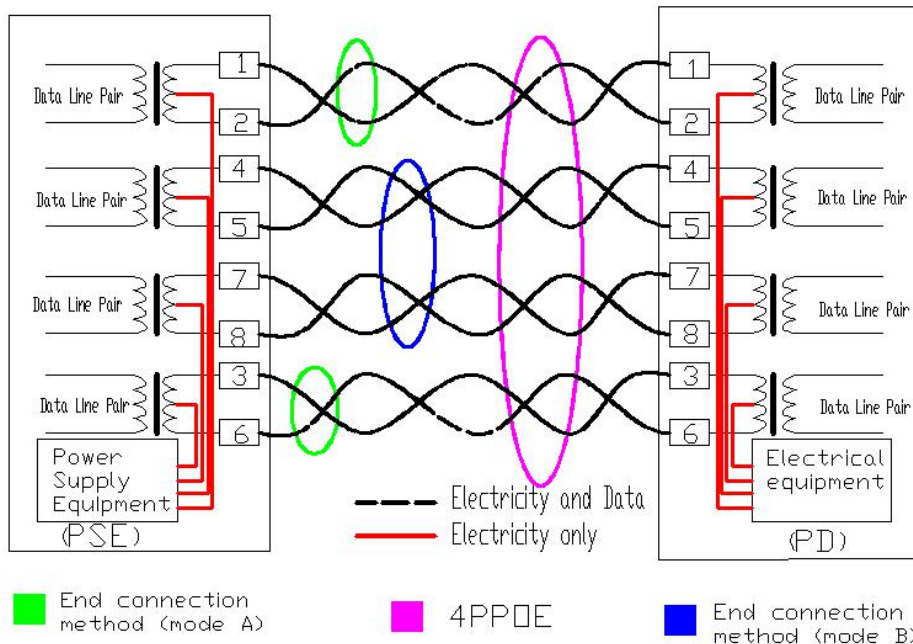 1
1
Data Line Pair
Data Line Pair
2
2
4
4
Data Line Pair
Data Line Pair
5
5
7
7
Data Line Pair
Data Line Pair
8
8
3
3
Data Line Pair
Data Line Pair
6
6
Power
Supply
Equipment
(PSE)
Electrical
equipment
(PD)
Electricity and Data
Electricity only
End connection
method (mode A)
4PPOE
End connection
method (mode B)